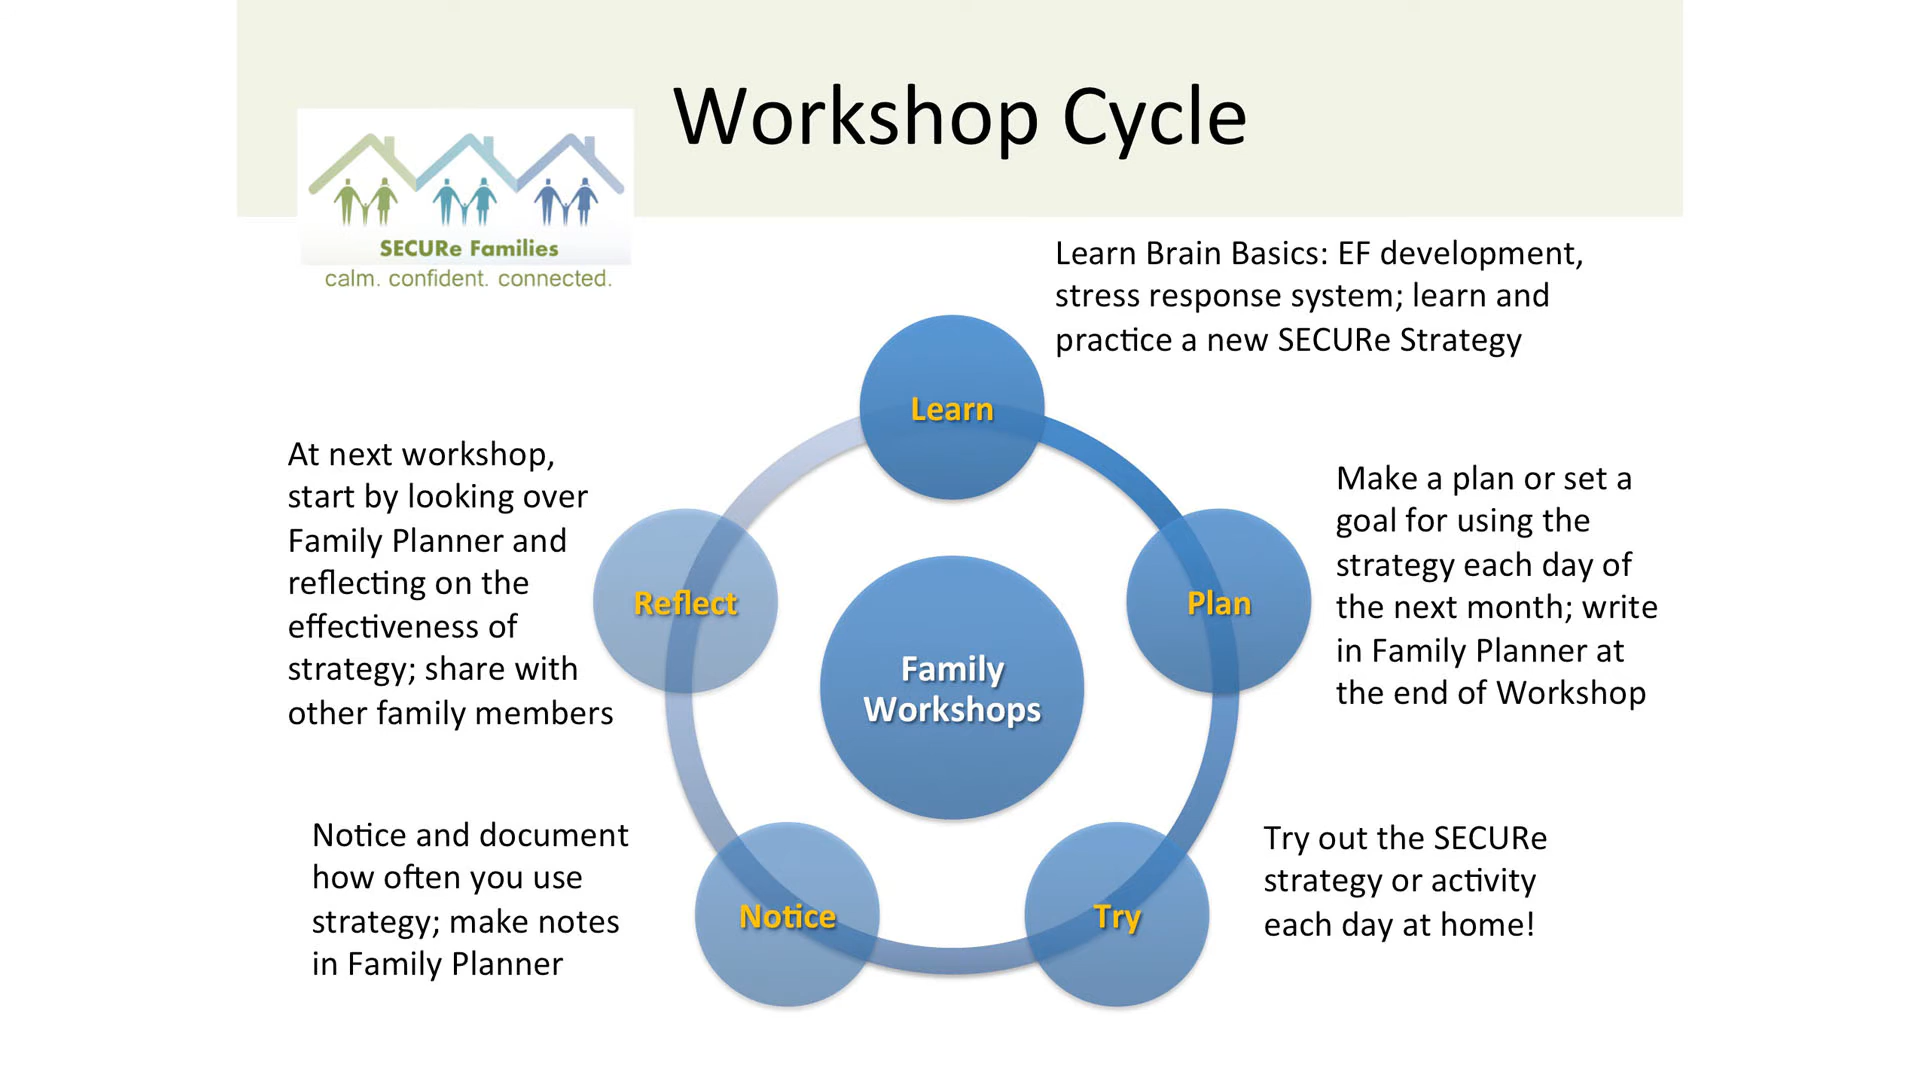 Workshop Cycle
SECURe Families
calm. confident. connected.
Learn Brain Basics: EF development,
stress response system; learn and
practice a new SECURe Strategy
Learn
Make a plan or set a
goal for using the
strategy each day of
the next month; write
in Family Planner at
the end of Workshop
Plan
Try out the SECURe
strategy or activity
each day at home!
Try
Notice and document
how often you use
strategy; make notes
in Family Planner
Notice
At next workshop,
start by looking over
Family Planner and
reflecting on the
effectiveness of
strategy; share with
other family members
Reflect
Family
Workshops